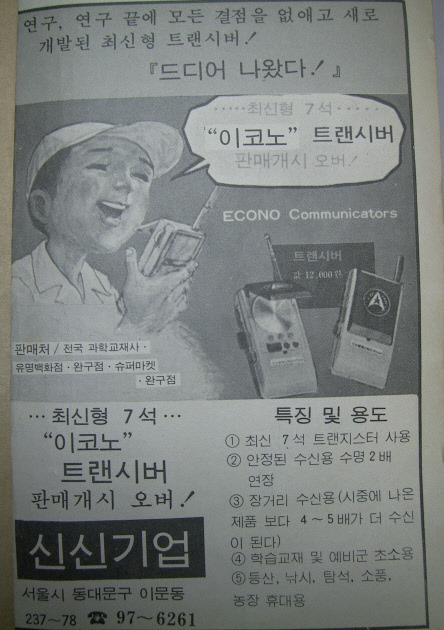 연구, 연구 끝에 모든 결점을 없애고 새로
개발된 최신형 트랜시버!
『드디어 나왔다!』
·····최신형 7석·····
“이코노” 트랜시버
판매개시 오버!
ECONO Communicators
트랜시버
값 12,000원
판매처 / 전국 과학교재사·
유명백화점·완구점·슈퍼마켓
·완구점
···최신형 7석···
“이코노”
트랜시버
판매개시 오버!
신신기업
서울시 동대문구 이문동
237~78 ☎ 97~6261
특징 및 용도
① 최신 7석 트랜지스터 사용
② 안정된 수신용 수명 2배
연장
③ 장거리 수신용(시중에 나온
제품 보다 4~5배가 더 수신
이 된다)
④ 학습교재 및 예비군 초소용
⑤ 등산, 낚시, 탐석, 소풍,
농장 휴대용